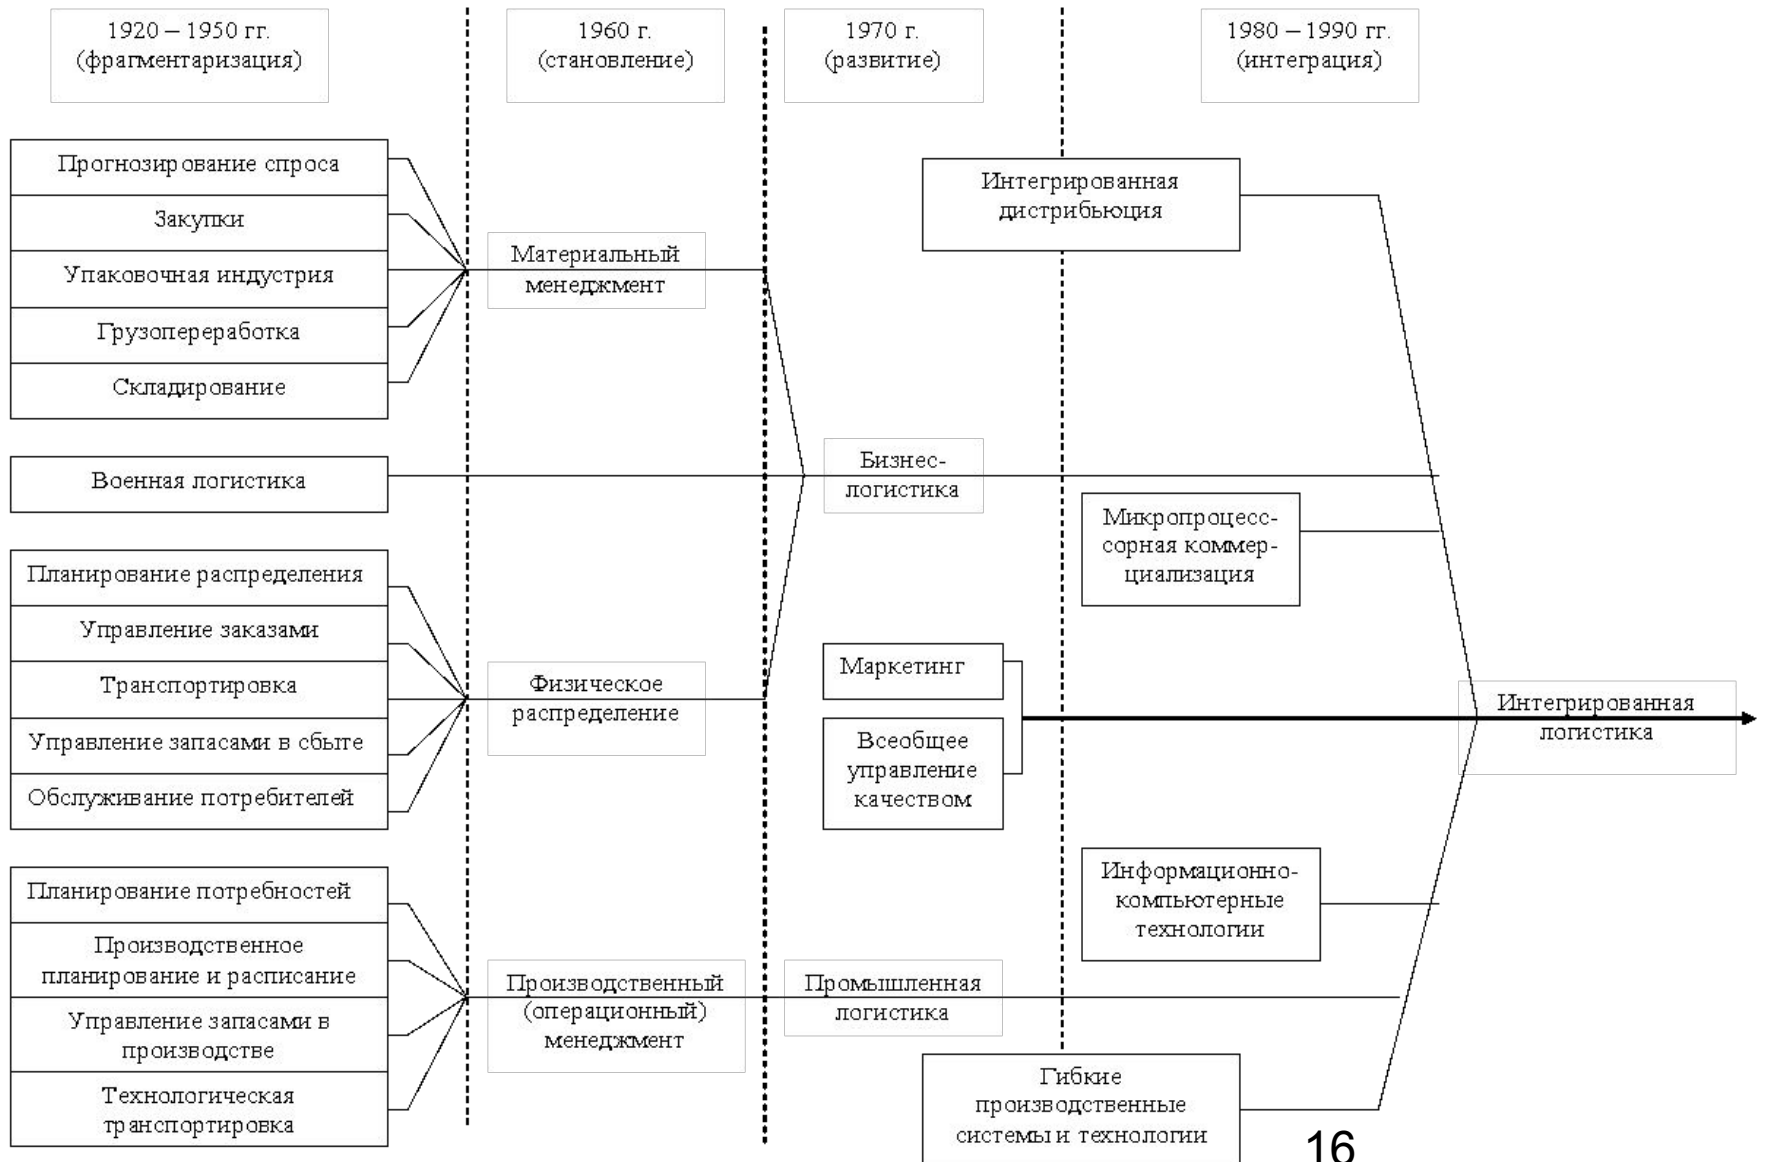 1920 – 1950 гг.
(фрагментаризация)
1960 г.
(становление)
1970 г.
(развитие)
1980 – 1990 гг.
(интеграция)
Прогнозирование спроса
Закупки
Упаковочная индустрия
Грузопереработка
Складирование
Военная логистика
Планирование распределения
Управление заказами
Транспортировка
Управление запасами в сбыте
Обслуживание потребителей
Планирование потребностей
Производственное
планирование и расписание
Управление запасами в
производстве
Технологическая
транспортировка
Материальный
менеджмент
Физическое
распределение
Производственный
(операционный)
менеджмент
Бизнес-
логистика
Маркетинг
Всеобщее
управление
качеством
Промышленная
логистика
Интегрированная
дистрибьюция
Микропроцесс-
сорная коммер-
циализация
Информационно-
компьютерные
технологии
Гибкие
производственные
системы и технологии
Интегрированная
логистика
16